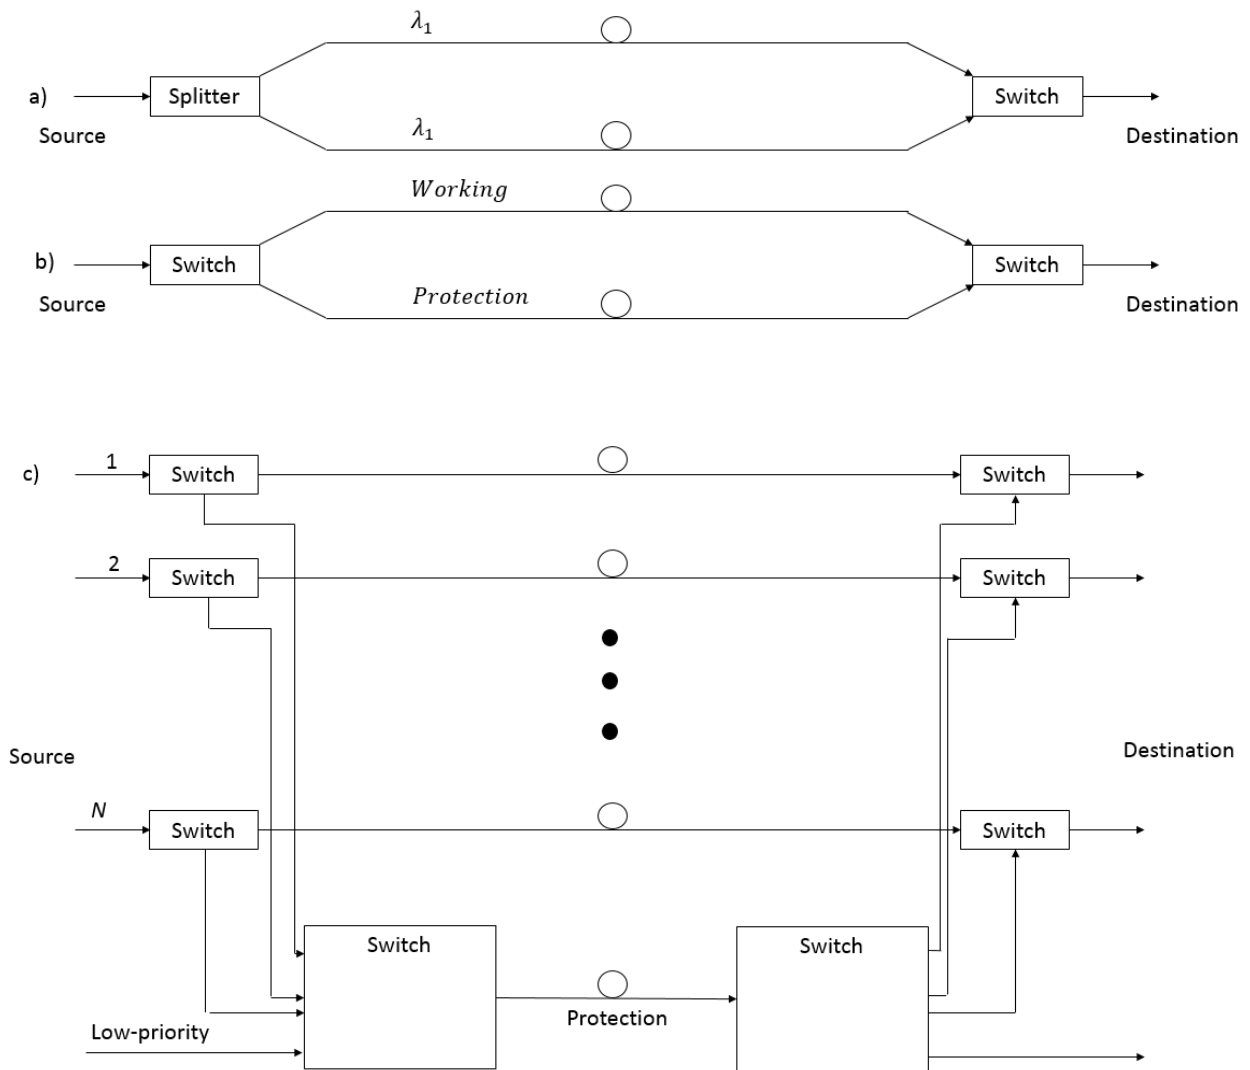 λ₁
a) Splitter Switch
Source λ₁ Destination
Working
b) Switch Switch
Source Protection Destination
c) 1 Switch Switch
2 Switch Switch
Source Destination
N Switch Switch
Switch Switch
Low-priority Protection